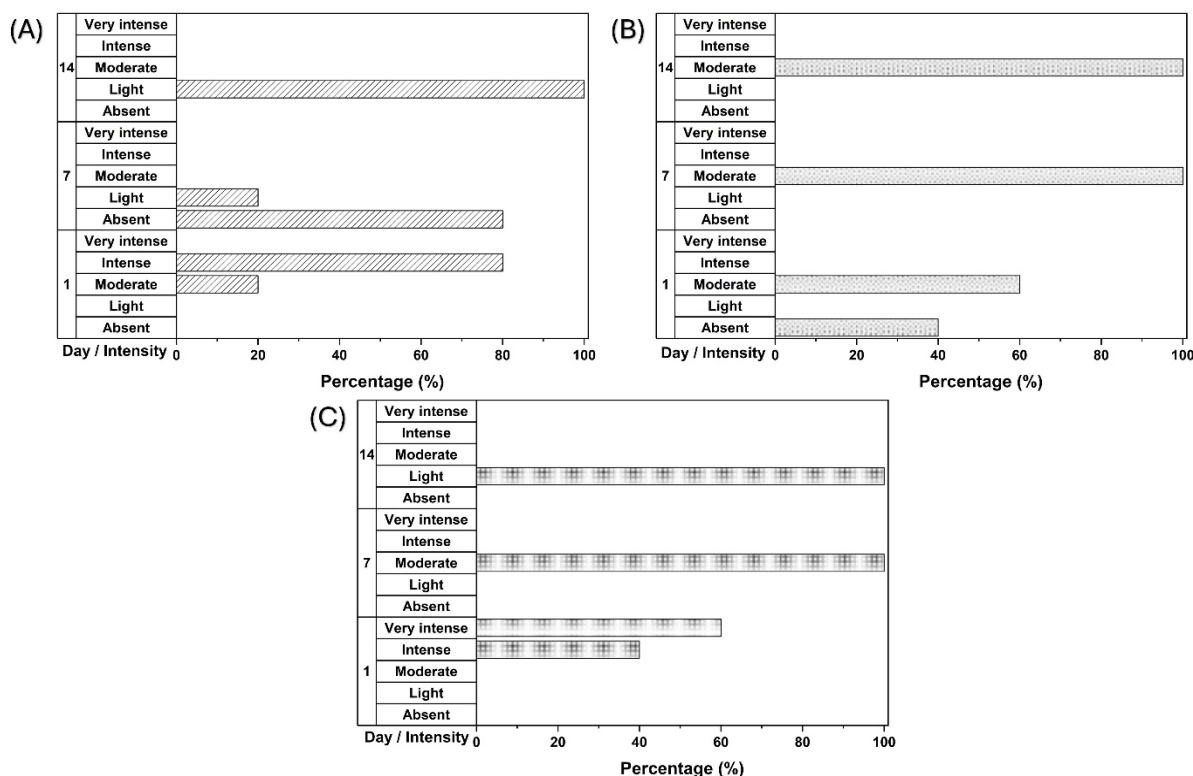 (A)
Very intense
Intense
Moderate
14
Light
Absent
Very intense
Intense
Moderate
7
Light
Absent
Very intense
Intense
Moderate
1
Light
Absent
Day / Intensity
0 20 40 60 80 100
Percentage (%)
(B)
Very intense
Intense
Moderate
14
Light
Absent
Very intense
Intense
Moderate
7
Light
Absent
Very intense
Intense
Moderate
1
Light
Absent
Day / Intensity
0 20 40 60 80 100
Percentage (%)
(C)
Very intense
Intense
Moderate
14
Light
Absent
Very intense
Intense
Moderate
7
Light
Absent
Very intense
Intense
Moderate
1
Light
Absent
Day / Intensity
0 20 40 60 80 100
Percentage (%)